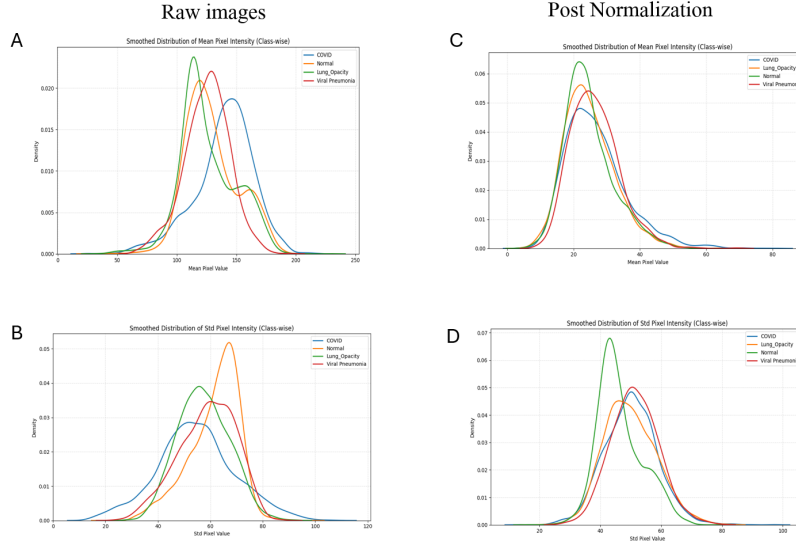 Raw images
Post Normalization
A
Smoothed Distribution of Mean Pixel Intensity (Class-wise)
COVID
Normal
Lung_Opacity
Viral Pneumonia
0.020
0.015
0.010
0.005
0.000
Density
0 50 100 150 200 250
Mean Pixel Value
C
Smoothed Distribution of Mean Pixel Intensity (Class-wise)
COVID
Lung_Opacity
Normal
Viral Pneumonia
0.06
0.05
0.04
0.03
0.02
0.01
0.00
Density
0 20 40 60 80
Mean Pixel Value
B
Smoothed Distribution of Std Pixel Intensity (Class-wise)
COVID
Normal
Lung_Opacity
Viral Pneumonia
0.05
0.04
0.03
0.02
0.01
0.00
Density
0 20 40 60 80 100 120
Std Pixel Value
D
Smoothed Distribution of Std Pixel Intensity (Class-wise)
COVID
Lung_Opacity
Normal
Viral Pneumonia
0.07
0.06
0.05
0.04
0.03
0.02
0.01
0.00
Density
20 40 60 80 100
Std Pixel Value